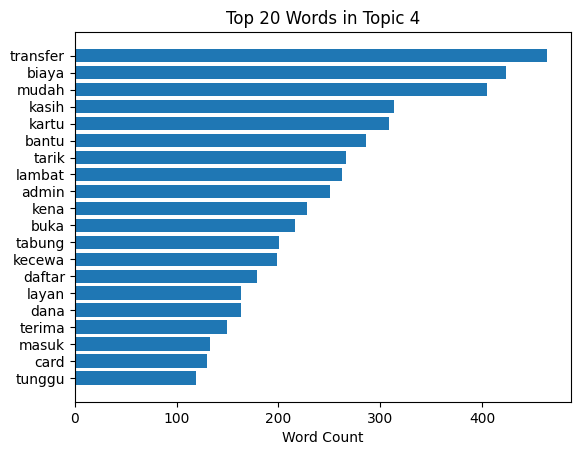 Top 20 Words in Topic 4
transfer
biaya
mudah
kasih
kartu
bantu
tarik
lambat
admin
kena
buka
tabung
kecewa
daftar
layan
dana
terima
masuk
card
tunggu
0 100 200 300 400
Word Count